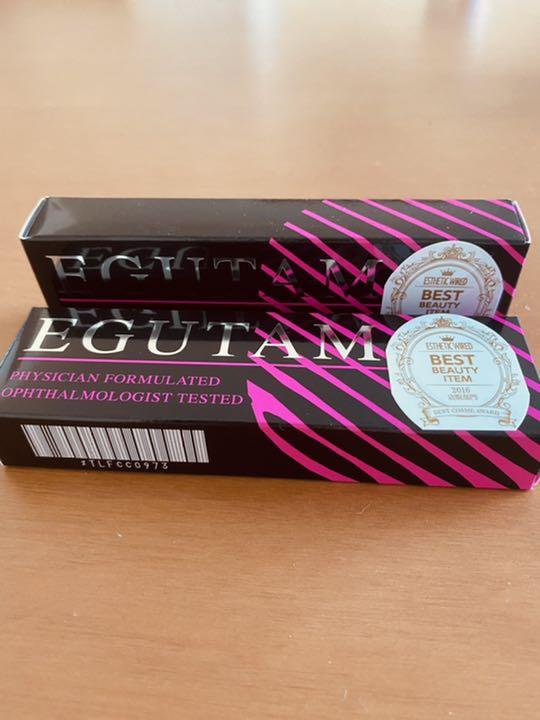 EGUTAM
ESTHETIC WIRED
BEST
BEAUTY
ITEM
EGUTAM
PHYSICIAN FORMULATED
OPHTHALMOLOGIST TESTED
*TLFCC0973
ESTHETIC WIRED
BEST
BEAUTY
ITEM
2016
BEST COSME AWARD